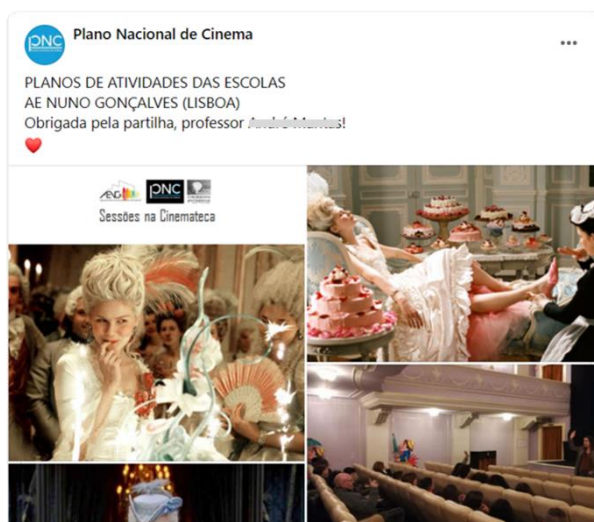 pnc
Plano Nacional de Cinema
PLANOS DE ATIVIDADES DAS ESCOLAS
AE NUNO GONÇALVES (LISBOA)
Obrigada pela partilha, professor !
PNC
Sessões na Cinemateca